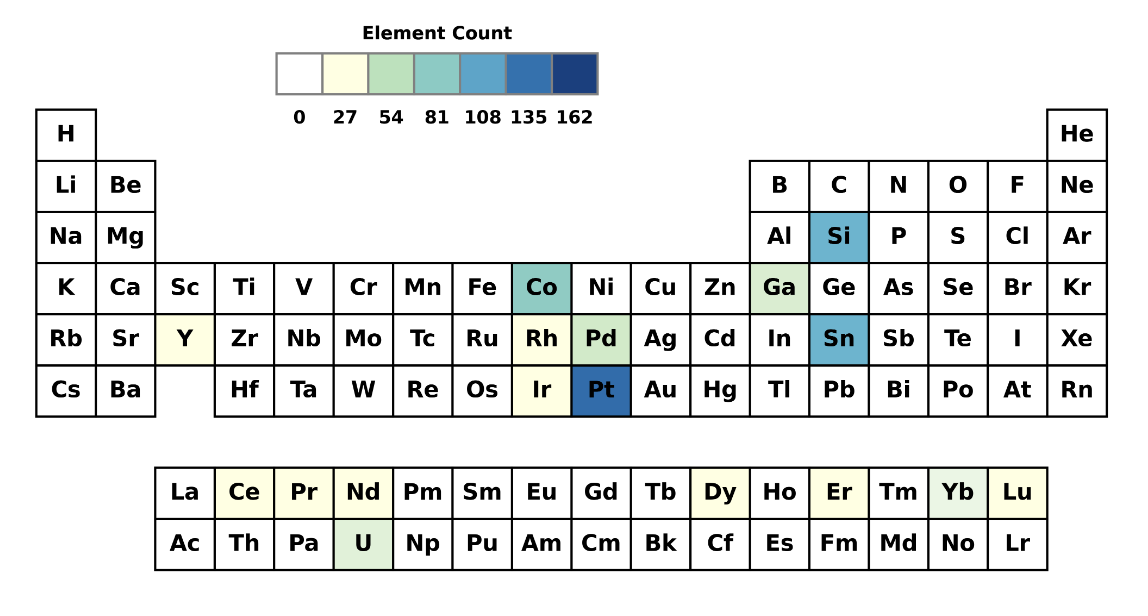 Element Count
0 27 54 81 108 135 162
H He
Li Be B C N O F Ne
Na Mg Al Si P S Cl Ar
K Ca Sc Ti V Cr Mn Fe Co Ni Cu Zn Ga Ge As Se Br Kr
Rb Sr Y Zr Nb Mo Tc Ru Rh Pd Ag Cd In Sn Sb Te I Xe
Cs Ba Hf Ta W Re Os Ir Pt Au Hg Tl Pb Bi Po At Rn
La Ce Pr Nd Pm Sm Eu Gd Tb Dy Ho Er Tm Yb Lu
Ac Th Pa U Np Pu Am Cm Bk Cf Es Fm Md No Lr